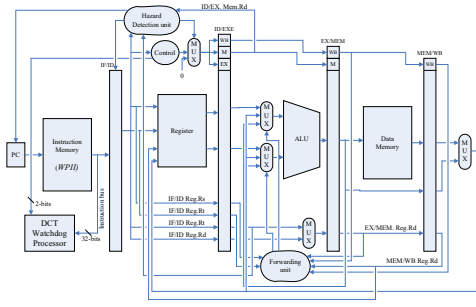 ID/EX. Mem.Rd
Hazard
Detection unit
ID/EXE
EX/MEM
MEM/WB
IF/ID
Control
M
U
X
0
WB
M
EX
WB
M
WB
PC
Instruction
Memory
(WPII)
Register
M
U
X
M
U
X
ALU
Data
Memory
M
U
X
2-bits
DCT
Watchdog
Processor
32-bits
Instruction bus
IF/ID Reg.Rs
IF/ID Reg.Rt
IF/ID Reg.Rt
IF/ID Reg.Rd
M
U
X
EX/MEM. Reg.Rd
Forwarding
unit
MEM/WB Reg.Rd